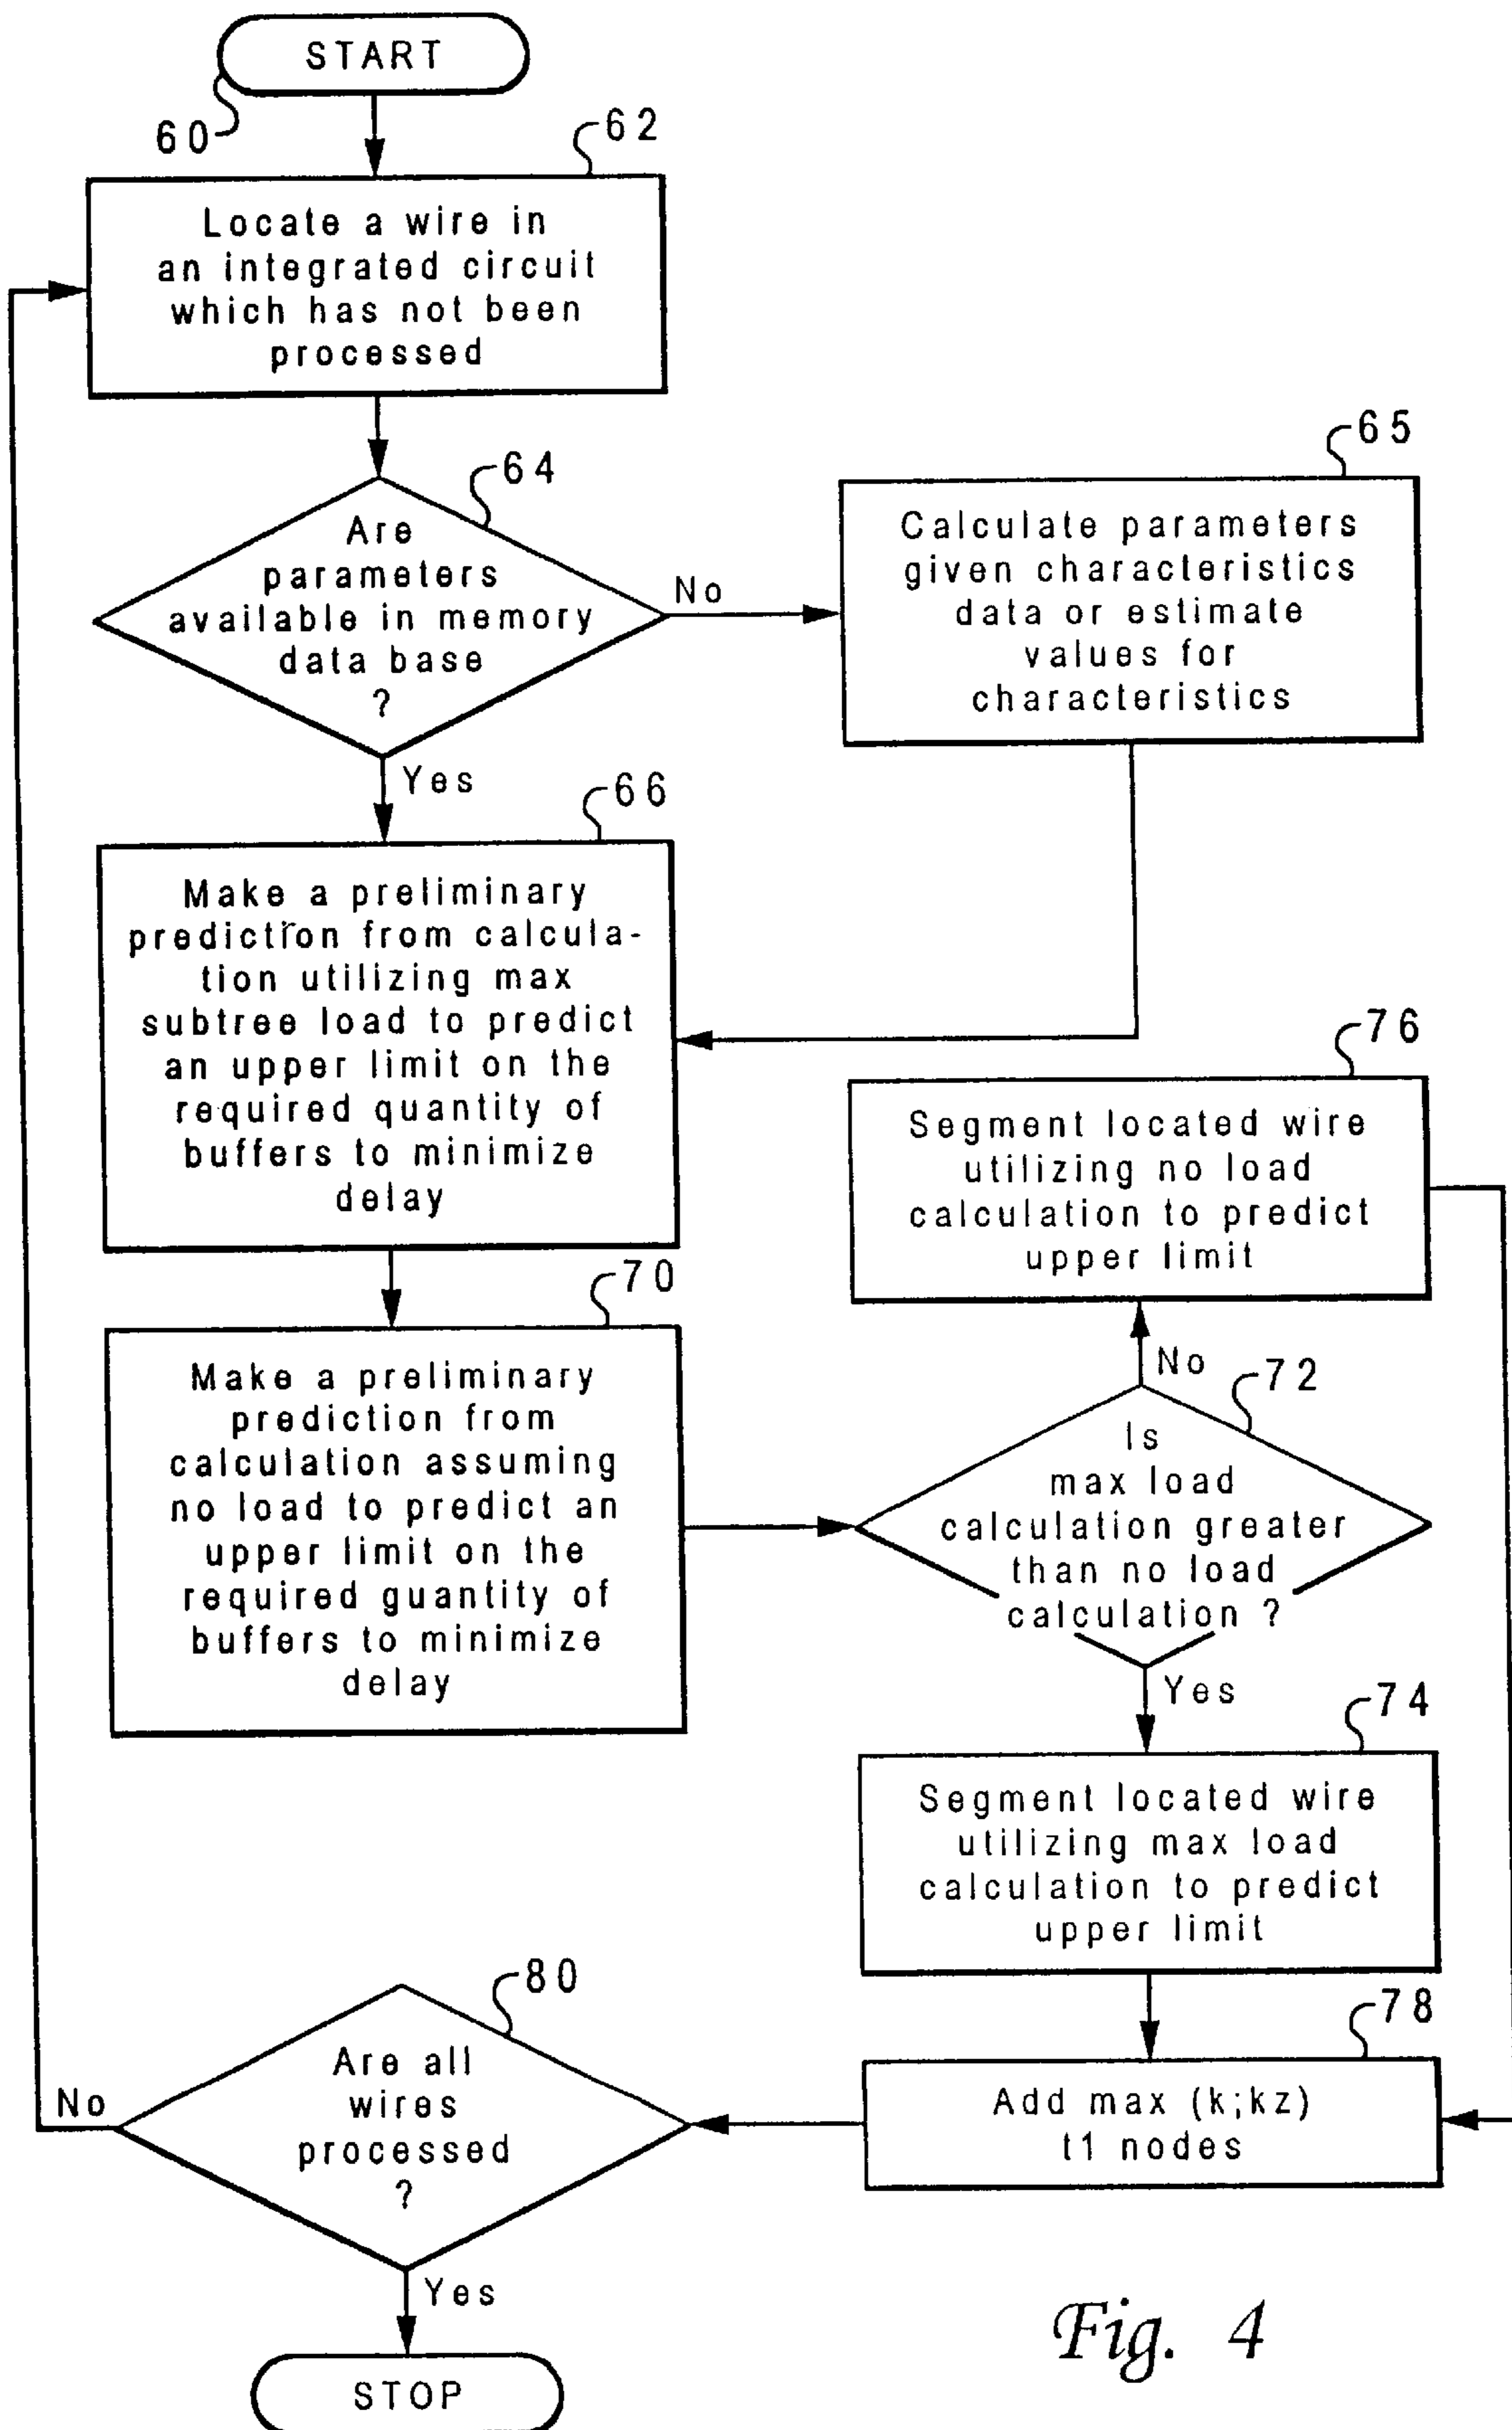 START
60
62
Locate a wire in
an integrated circuit
which has not been
processed
64
Are
parameters
available in memory
data base
?
No
Yes
65
Calculate parameters
given characteristics
data or estimate
values for
characteristics
66
Make a preliminary
prediction from calcula-
tion utilizing max
subtree load to predict
an upper limit on the
required quantity of
buffers to minimize
delay
70
Make a preliminary
prediction from
calculation assuming
no load to predict an
upper limit on the
required guantity of
buffers to minimize
delay
76
Segment located wire
utilizing no load
calculation to predict
upper limit
No
72
Is
max load
calculation greater
than no load
calculation ?
Yes
74
Segment located wire
utilizing max load
calculation to predict
upper limit
78
Add max (k;kz)
t1 nodes
80
Are all
wires
processed
?
No
Yes
STOP
Fig. 4